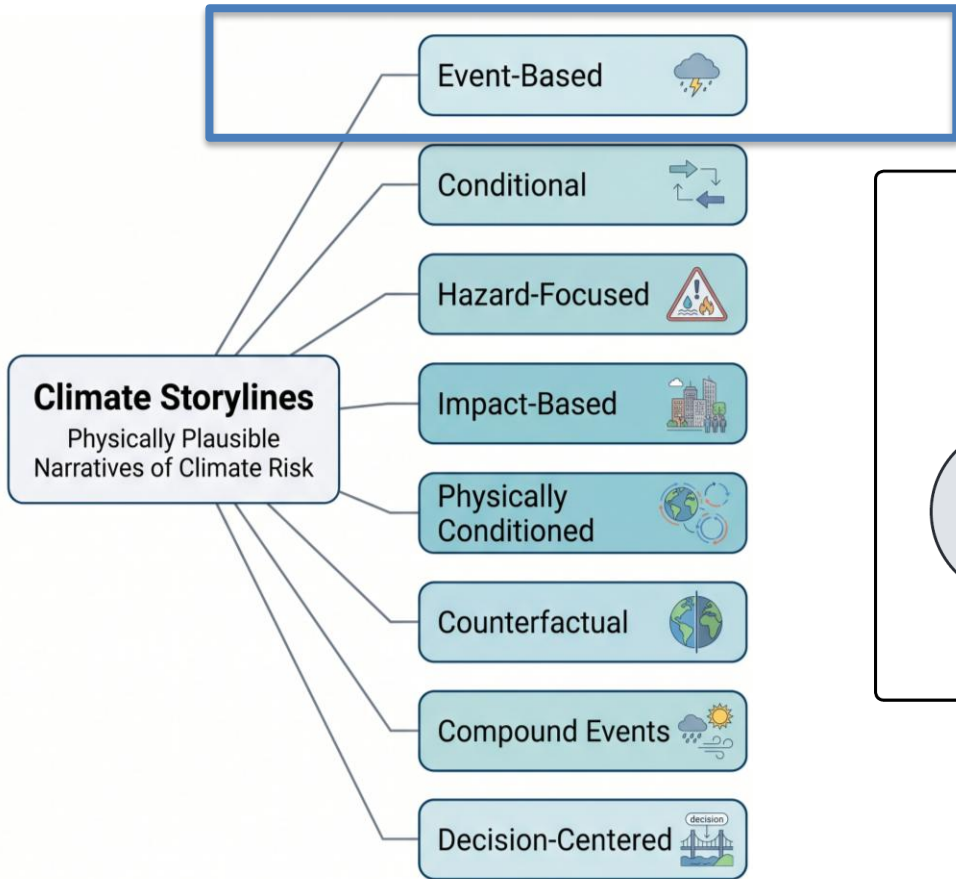 Climate Storylines
Physically Plausible
Narratives of Climate Risk
Event-Based
Conditional
Hazard-Focused
Impact-Based
Physically
Conditioned
Counterfactual
Compound Events
Decision-Centered
decision